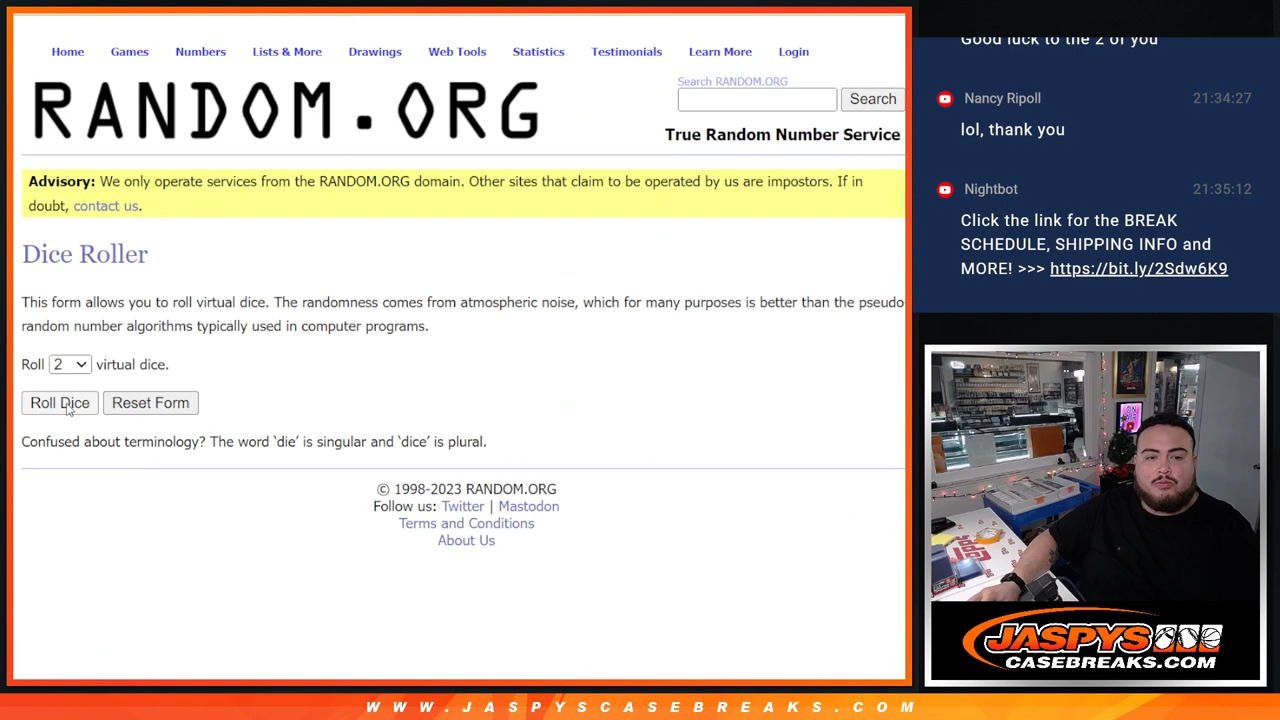 Home Games Numbers Lists & More Drawings Web Tools Statistics Testimonials Learn More Login
RANDOM.ORG
Search RANDOM.ORG
Search
True Random Number Service
Advisory: We only operate services from the RANDOM.ORG domain. Other sites that claim to be operated by us are impostors. If in
doubt, contact us.
Dice Roller
This form allows you to roll virtual dice. The randomness comes from atmospheric noise, which for many purposes is better than the pseudo
random number algorithms typically used in computer programs.
Roll 2 virtual dice.
Roll Dice Reset Form
Confused about terminology? The word ‘die’ is singular and ‘dice’ is plural.
© 1998-2023 RANDOM.ORG
Follow us: Twitter | Mastodon
Terms and Conditions
About Us
Good luck to the 2 of you
Nancy Ripoll 21:34:27
lol, thank you
Nightbot 21:35:12
Click the link for the BREAK
SCHEDULE, SHIPPING INFO and
MORE! >>> https://bit.ly/2Sdw6K9
JASPYS
CASEBREAKS.COM
WWW.JASPYSCASEBREAKS.COM